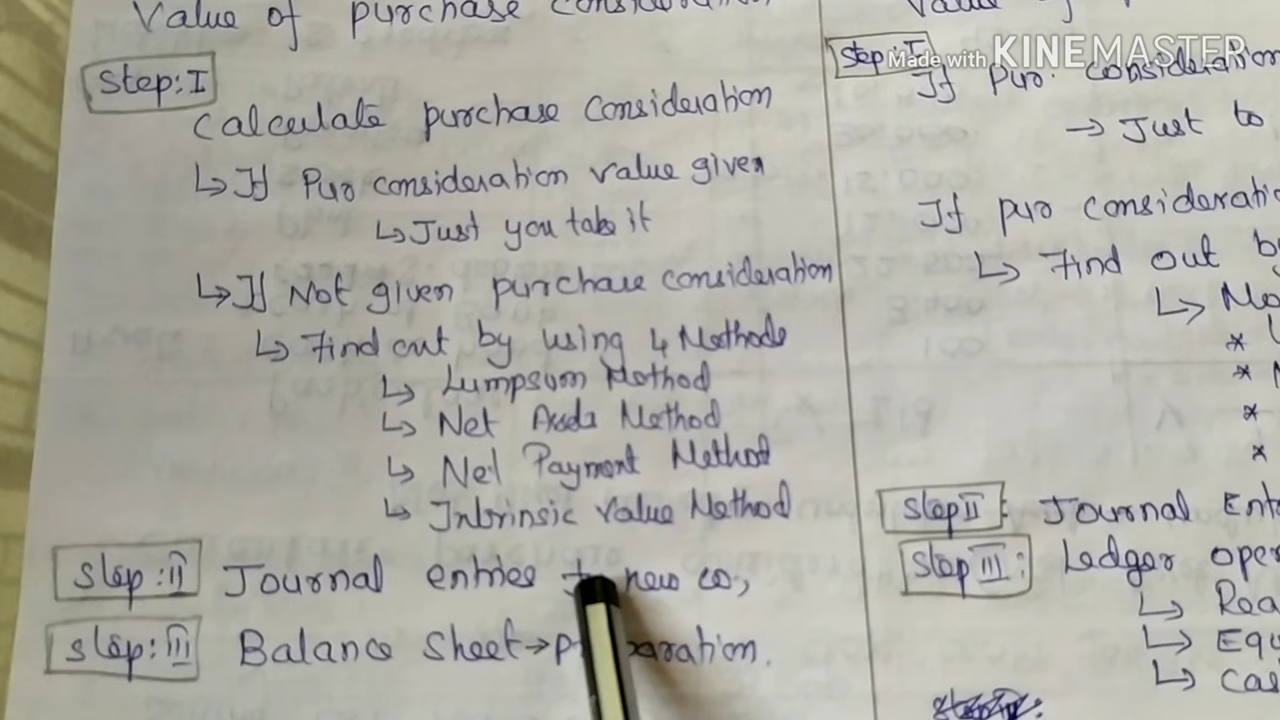 Value of purchase consideration
Step: I
Calculate purchase Consideration
↳ If Pur consideration value given
↳ Just you take it
↳ If Not given purchase consideration
↳ Find out by using 4 Methods
↳ Lumpsum Method
↳ Net Assets Method
↳ Net Payment Method
↳ Intrinsic value Method
Step: II Journal entries new co;
Step: III Balance Sheet →
Value of
Step: I
Made with KINEMASTER
If Pur. consideration
→ Just to
If pur
↳ Find out
↳
*
*
*
*
Step II : Journal
Step III : Ledger
↳
↳
↳